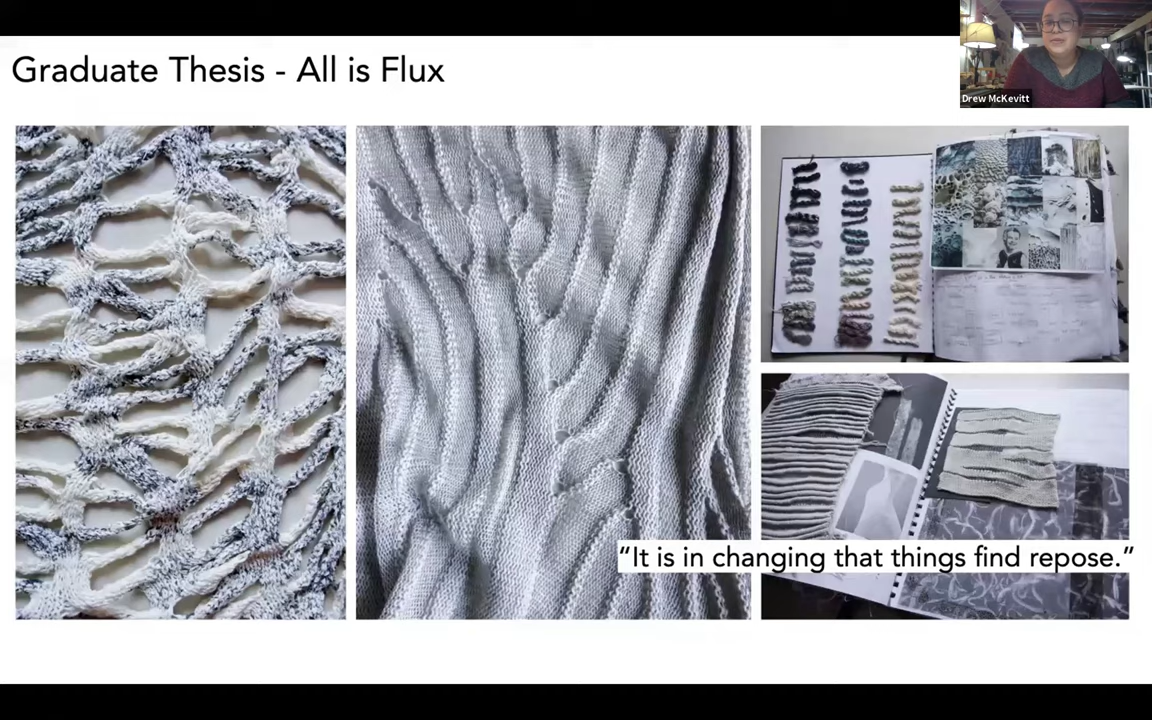 Graduate Thesis - All is Flux
Drew McKevitt
“It is in changing that things find repose.”